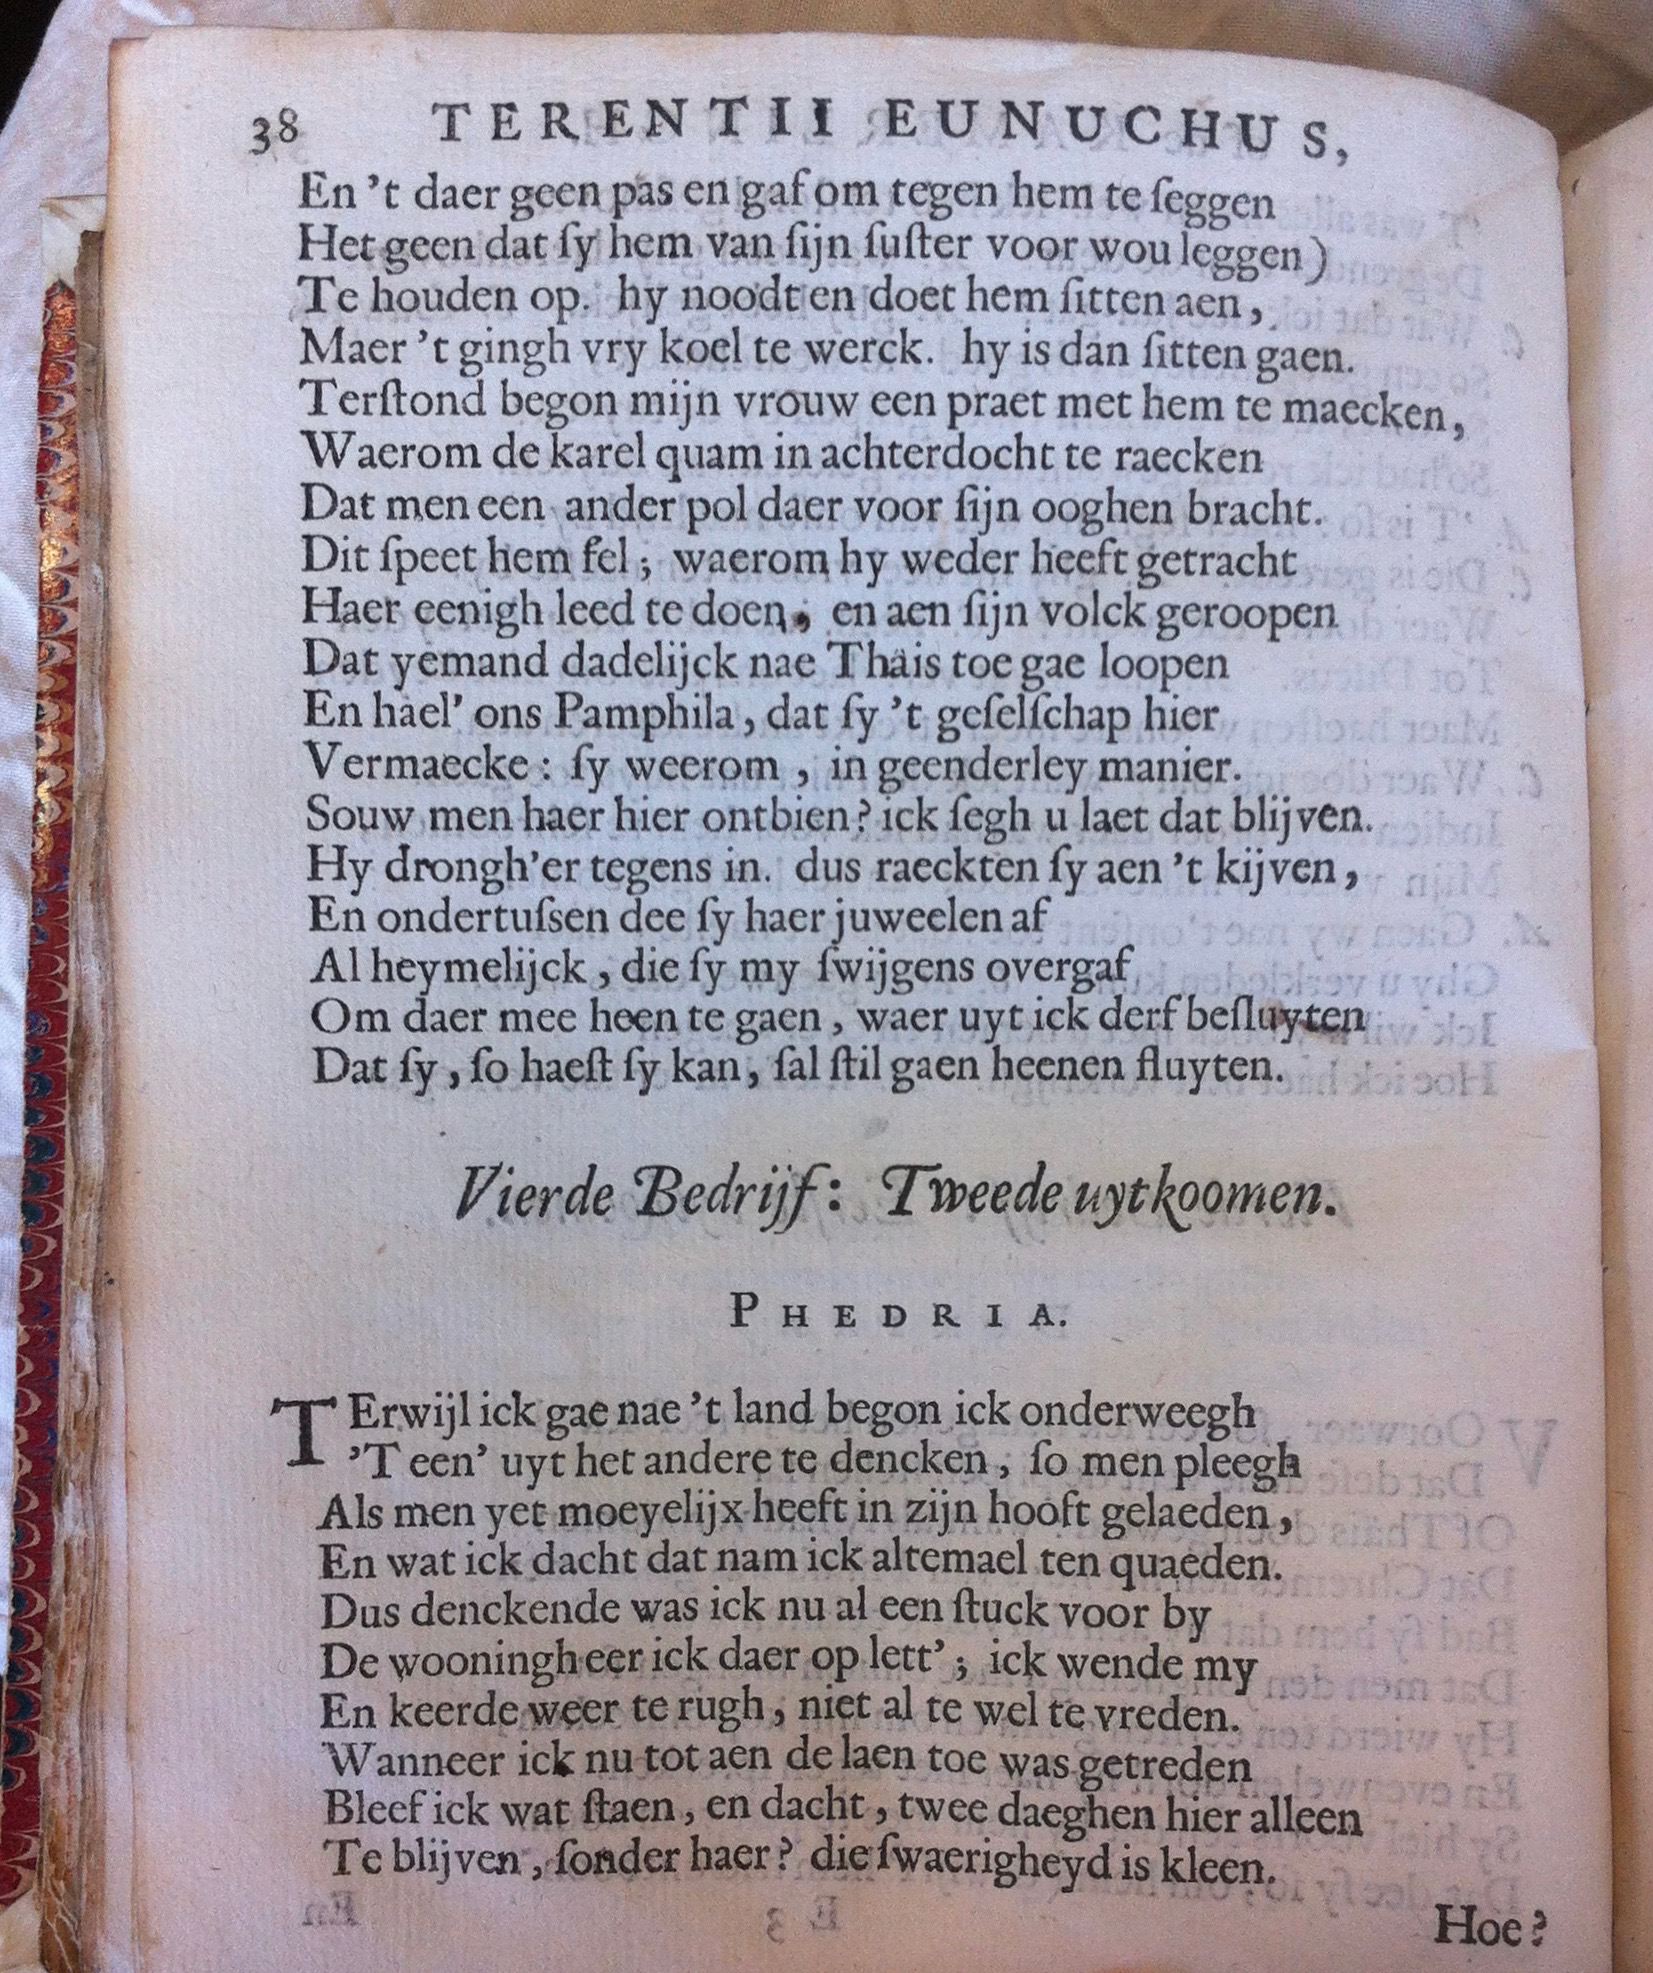 38 TERENTII EUNUCHUS,
En 't daer geen pas en gaf om tegen hem te ſeggen
Het geen dat ſy hem van ſijn ſuſter voor wou leggen)
Te houden op. hy noodt en doet hem ſitten aen,
Maer 't gingh vry koel te werck. hy is dan ſitten gaen.
Terſtond begon mijn vrouw een praet met hem te maecken,
Waerom de karel quam in achterdocht te raecken
Dat men een ander pol daer voor ſijn ooghen bracht.
Dit ſpeet hem fel; waerom hy weder heeft getracht
Haer eenigh leed te doen, en aen ſijn volck geroopen
Dat yemand dadelijck nae Thäis toe gae loopen
En hael' ons Pamphila, dat ſy 't geſelſchap hier
Vermaecke: ſy weerom, in geenderley manier.
Souw men haer hier ontbien? ick ſegh u laet dat blijven.
Hy drongh'er tegens in. dus raeckten ſy aen 't kijven,
En ondertuſsen dee ſy haer juweelen af
Al heymelijck, die ſy my ſwijgens overgaf
Om daer mee heen te gaen, waer uyt ick derf beſluyten
Dat ſy, ſo haeſt ſy kan, ſal ſtil gaen heenen fluyten.
Vierde Bedrijf: Tweede uytkoomen.
PHEDRIA.
TErwijl ick gae nae 't land begon ick onderweegh
'T een' uyt het andere te dencken, ſo men pleegh
Als men yet moeyelijx heeft in zijn hooft gelaeden,
En wat ick dacht dat nam ick altemael ten quaeden.
Dus denckende was ick nu al een ſtuck voor by
De wooningh eer ick daer op lett'; ick wende my
En keerde weer te rugh, niet al te wel te vreden.
Wanneer ick nu tot aen de laen toe was getreden
Bleef ick wat ſtaen, en dacht, twee daeghen hier alleen
Te blijven, ſonder haer? die ſwaerigheyd is kleen.
Hoe?